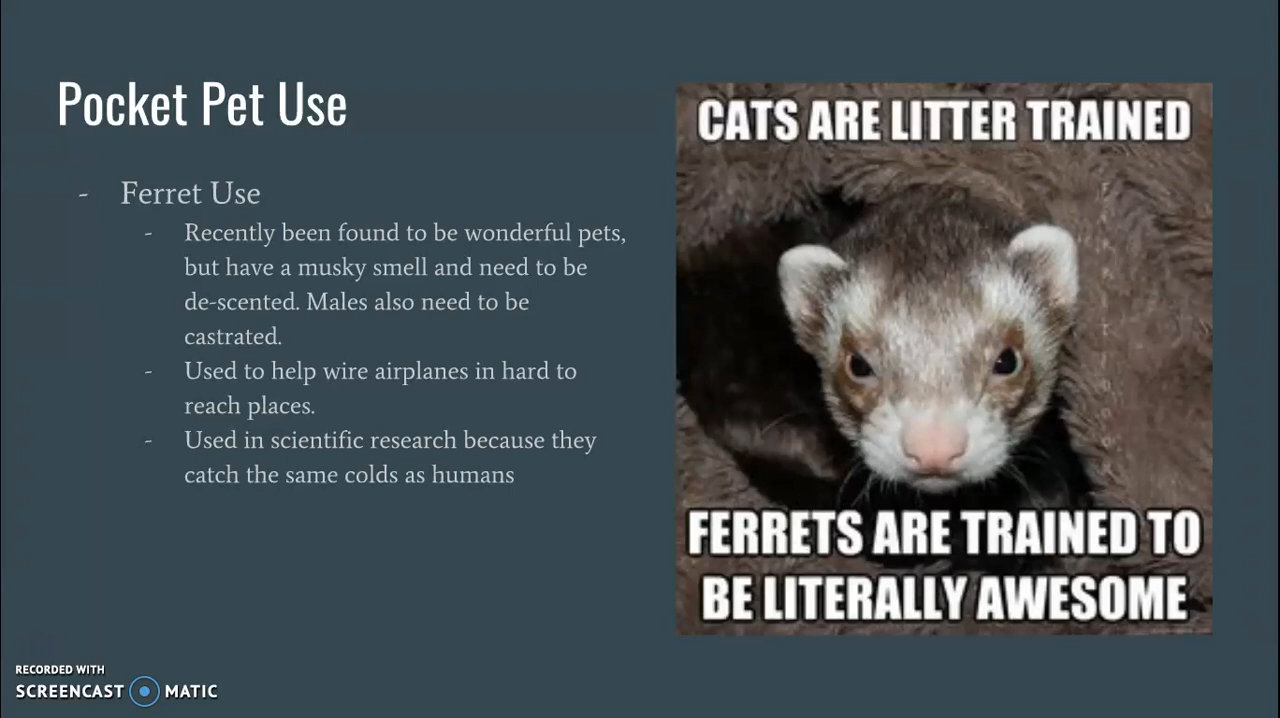 Pocket Pet Use
- Ferret Use
- Recently been found to be wonderful pets,
but have a musky smell and need to be
de-scented. Males also need to be
castrated.
- Used to help wire airplanes in hard to
reach places.
- Used in scientific research because they
catch the same colds as humans
CATS ARE LITTER TRAINED
FERRETS ARE TRAINED TO
BE LITERALLY AWESOME
RECORDED WITH
SCREENCAST MATIC